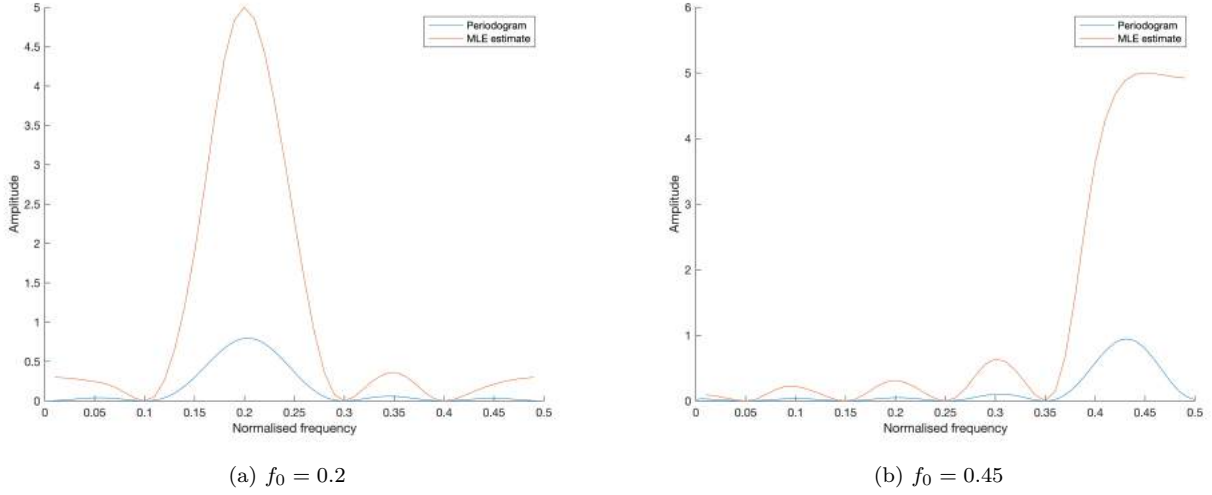 5
4.5
4
3.5
3
2.5
2
1.5
1
0.5
0
Amplitude
Periodogram
MLE estimate
0 0.05 0.1 0.15 0.2 0.25 0.3 0.35 0.4 0.45 0.5
Normalised frequency
(a) f₀ = 0.2
6
5
4
3
2
1
0
Amplitude
Periodogram
MLE estimate
0 0.05 0.1 0.15 0.2 0.25 0.3 0.35 0.4 0.45 0.5
Normalised frequency
(b) f₀ = 0.45